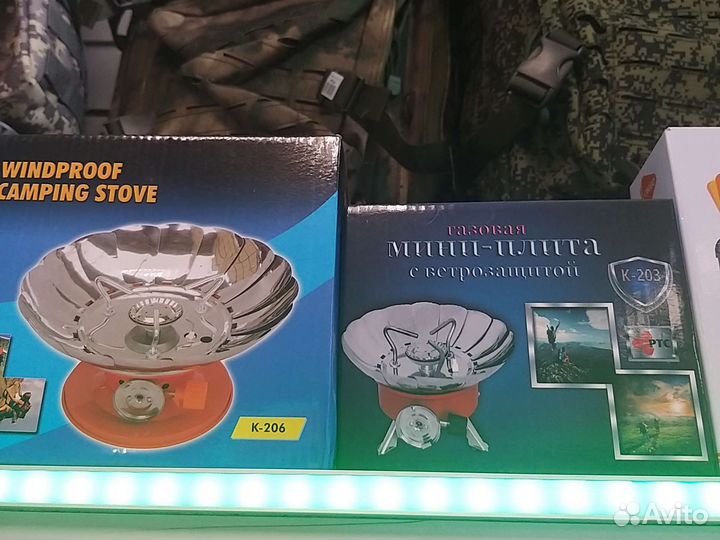 WINDPROOF
CAMPING STOVE
K-206
газовая
мини-плита
с ветрозащитой
K-203
РТС
Avito